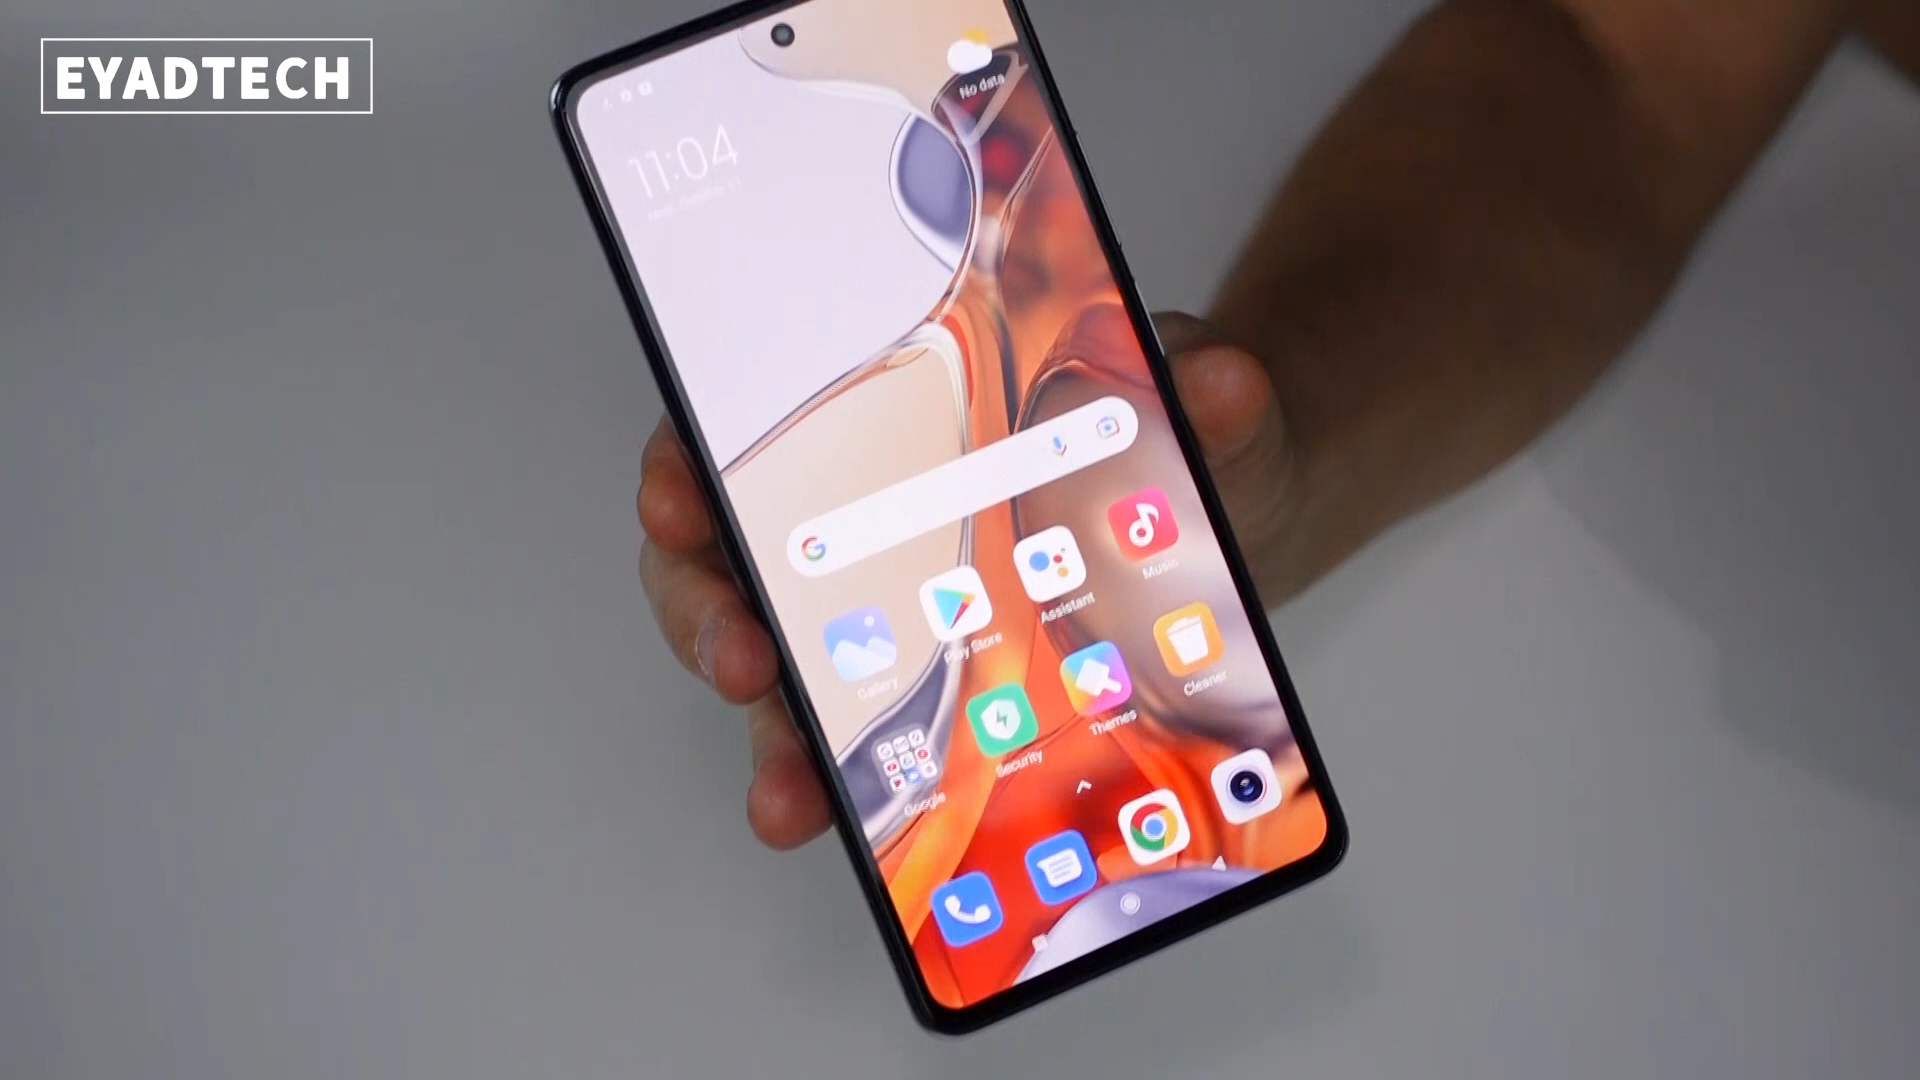 EYADTECH
No data
11:04
Music
Assistant
Play Store
Gallery
Cleaner
Themes
Security
Google